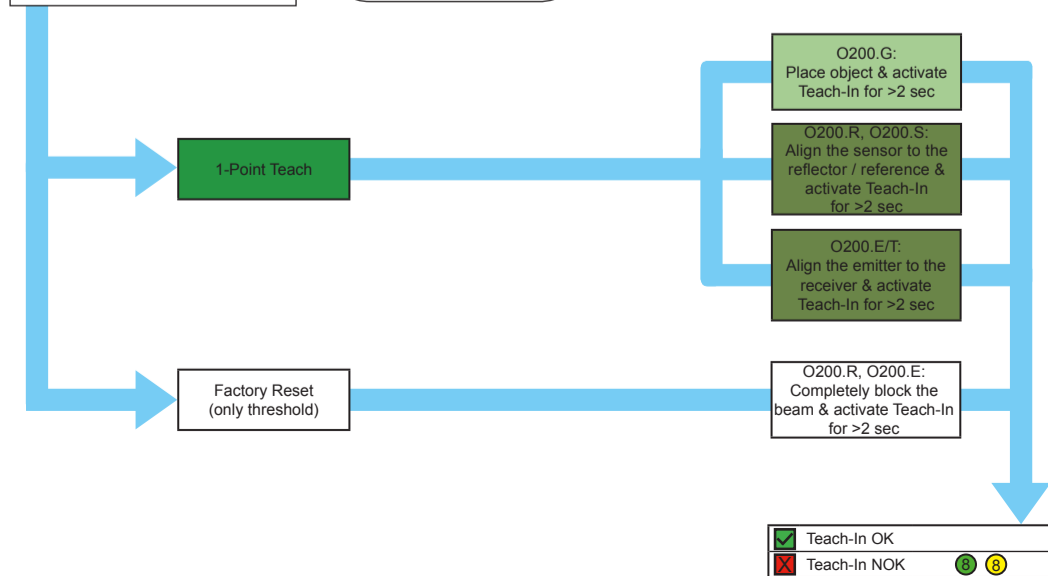 O200.G:
Place object & activate
Teach-In for >2 sec
1-Point Teach
O200.R, O200.S:
Align the sensor to the
reflector / reference &
activate Teach-In
for >2 sec
O200.E/T:
Align the emitter to the
receiver & activate
Teach-In for >2 sec
Factory Reset
(only threshold)
O200.R, O200.E:
Completely block the
beam & activate Teach-In
for >2 sec
Teach-In OK
Teach-In NOK 8 8